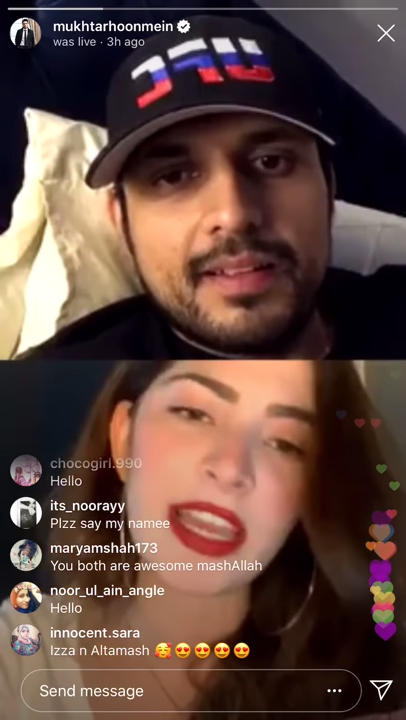 mukhtarhoonmein
was live · 3h ago
chocogirl.990
Hello
its_noorayy
Plzz say my namee
maryamshah173
You both are awesome mashAllah
noor_ul_ain_angle
Hello
innocent.sara
Izza n Altamash 🥰😍😍😍😍
Send message